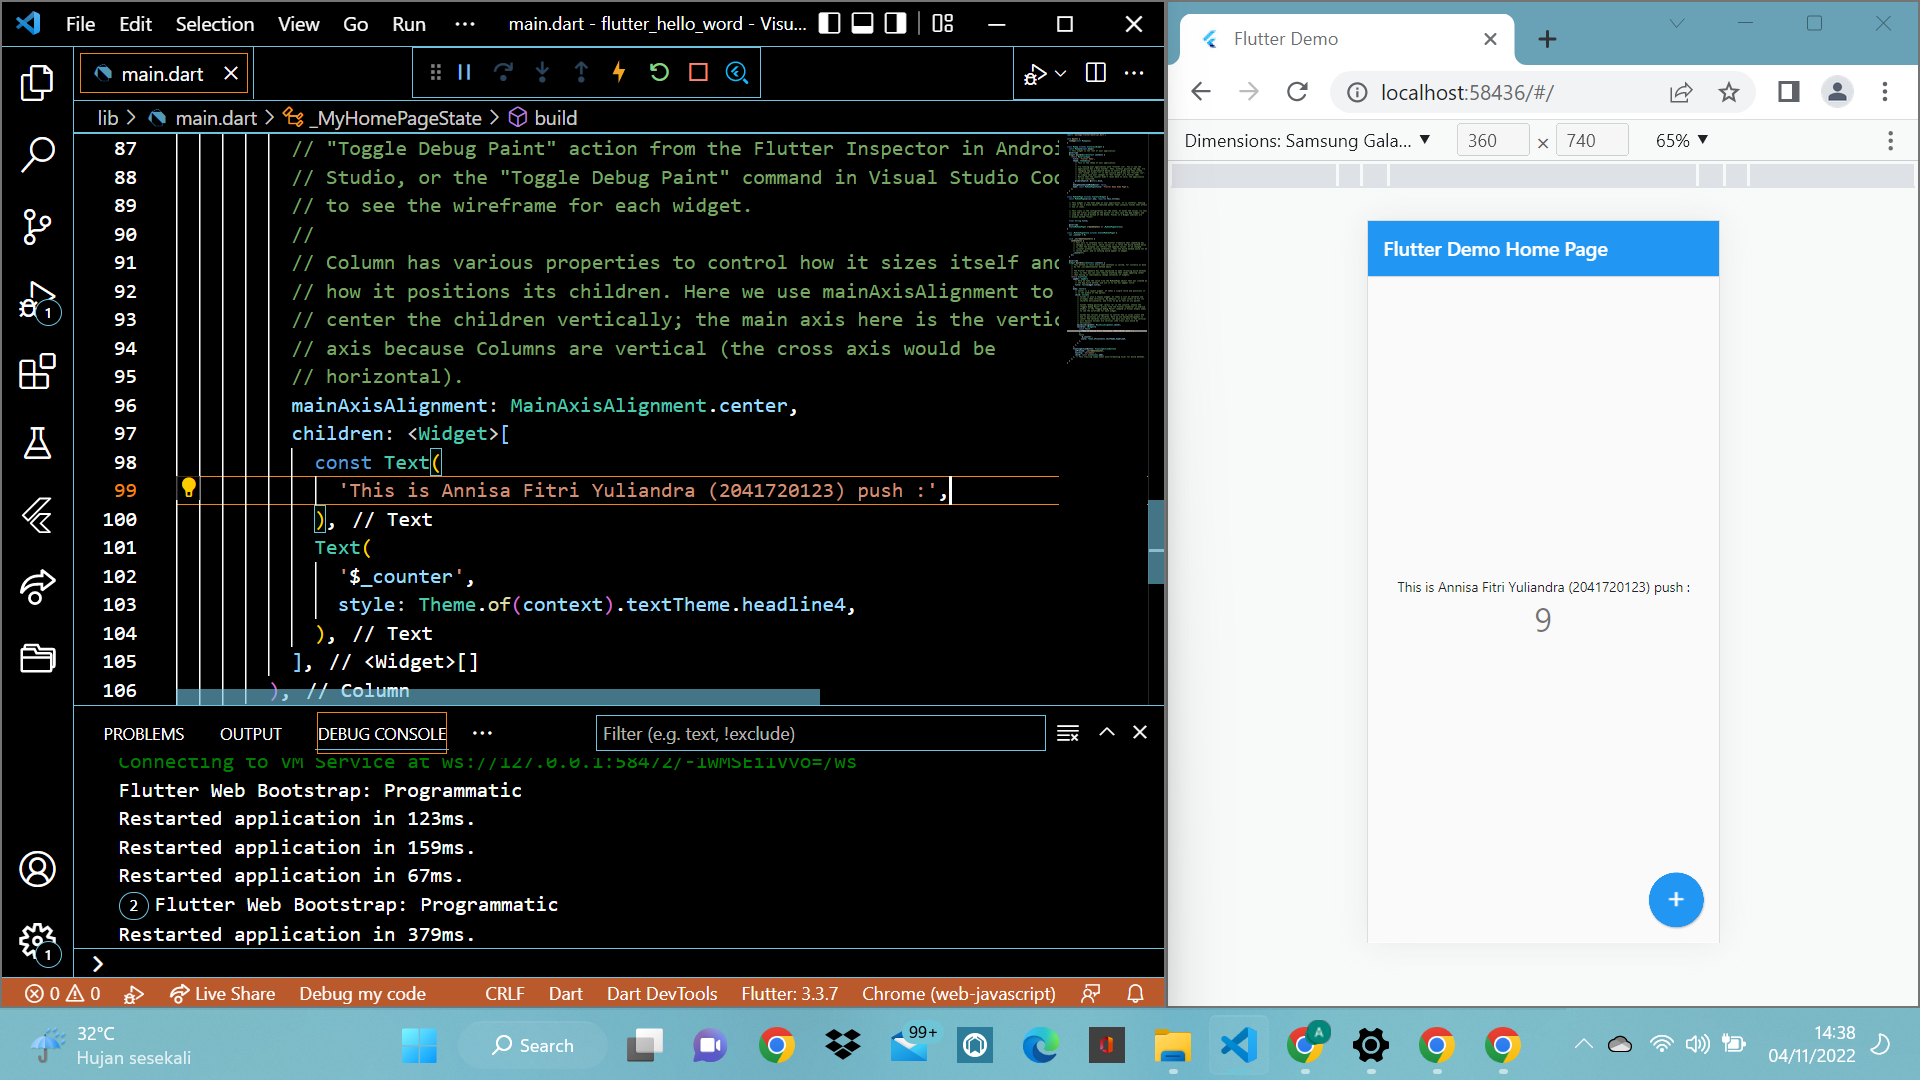 File Edit Selection View Go Run ... main.dart - flutter_hello_word - Visu...
main.dart
lib > main.dart > _MyHomePageState > build
87 // "Toggle Debug Paint" action from the Flutter Inspector in Androi
88 // Studio, or the "Toggle Debug Paint" command in Visual Studio Cod
89 // to see the wireframe for each widget.
90 //
91 // Column has various properties to control how it sizes itself and
92 // how it positions its children. Here we use mainAxisAlignment to
93 // center the children vertically; the main axis here is the vertic
94 // axis because Columns are vertical (the cross axis would be
95 // horizontal).
96 mainAxisAlignment: MainAxisAlignment.center,
97 children: <Widget>[
98 const Text(
99 'This is Annisa Fitri Yuliandra (2041720123) push :',
100 ), // Text
101 Text(
102 '$_counter',
103 style: Theme.of(context).textTheme.headline4,
104 ), // Text
105 ], // <Widget>[]
106 ), // Column
PROBLEMS OUTPUT DEBUG CONSOLE ... Filter (e.g. text, !exclude)
Connecting to VM Service at ws://127.0.0.1:58472/
Flutter Web Bootstrap: Programmatic
Restarted application in 123ms.
Restarted application in 159ms.
Restarted application in 67ms.
2 Flutter Web Bootstrap: Programmatic
Restarted application in 379ms.
>
1
1
0 0 Live Share Debug my code CRLF Dart Dart DevTools Flutter: 3.3.7 Chrome (web-javascript)
Flutter Demo
localhost:58436/#/
Dimensions: Samsung Gala... 360 × 740 65%
Flutter Demo Home Page
This is Annisa Fitri Yuliandra (2041720123) push :
9
+
32°C
Hujan sesekali
Search
99+
A
14:38
04/11/2022